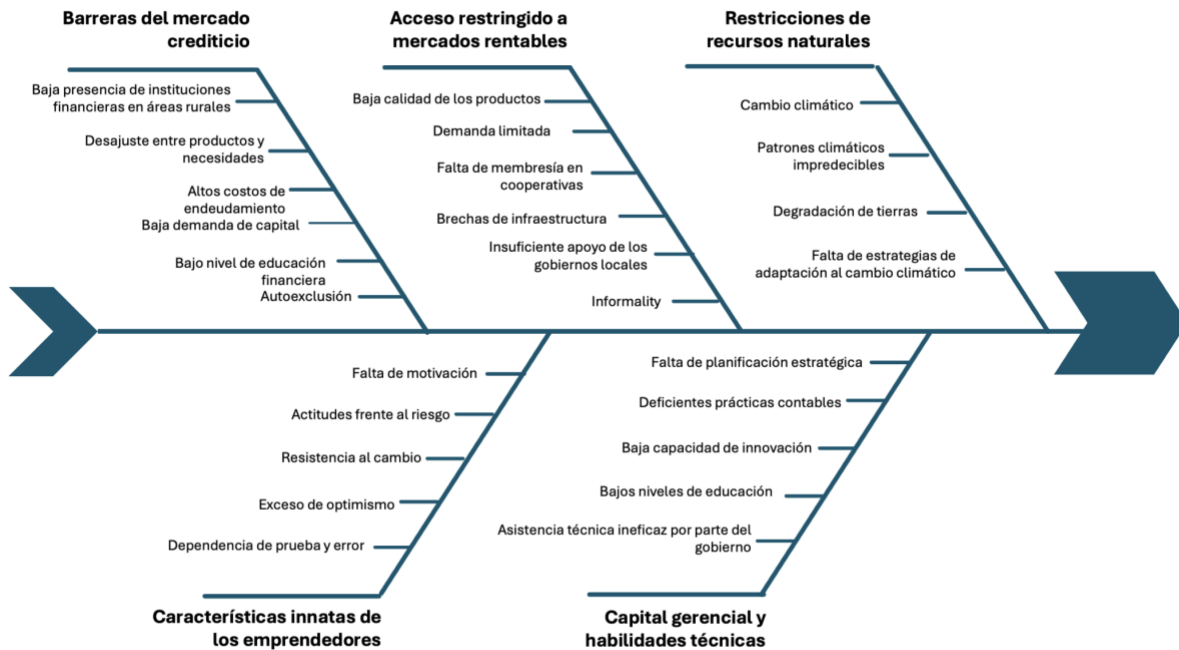 Barreras del mercado
crediticio
Baja presencia de instituciones
financieras en áreas rurales
Desajuste entre productos y
necesidades
Altos costos de
endeudamiento
Baja demanda de capital
Bajo nivel de educación
financiera
Autoexclusión
Acceso restringido a
mercados rentables
Baja calidad de los productos
Demanda limitada
Falta de membresía en
cooperativas
Brechas de infraestructura
Insuficiente apoyo de los
gobiernos locales
Informality
Restricciones de
recursos naturales
Cambio climático
Patrones climáticos
impredecibles
Degradación de tierras
Falta de estrategias de
adaptación al cambio climático
Falta de motivación
Actitudes frente al riesgo
Resistencia al cambio
Exceso de optimismo
Dependencia de prueba y error
Características innatas de
los emprendedores
Falta de planificación estratégica
Deficientes prácticas contables
Baja capacidad de innovación
Bajos niveles de educación
Asistencia técnica ineficaz por parte del
gobierno
Capital gerencial y
habilidades técnicas